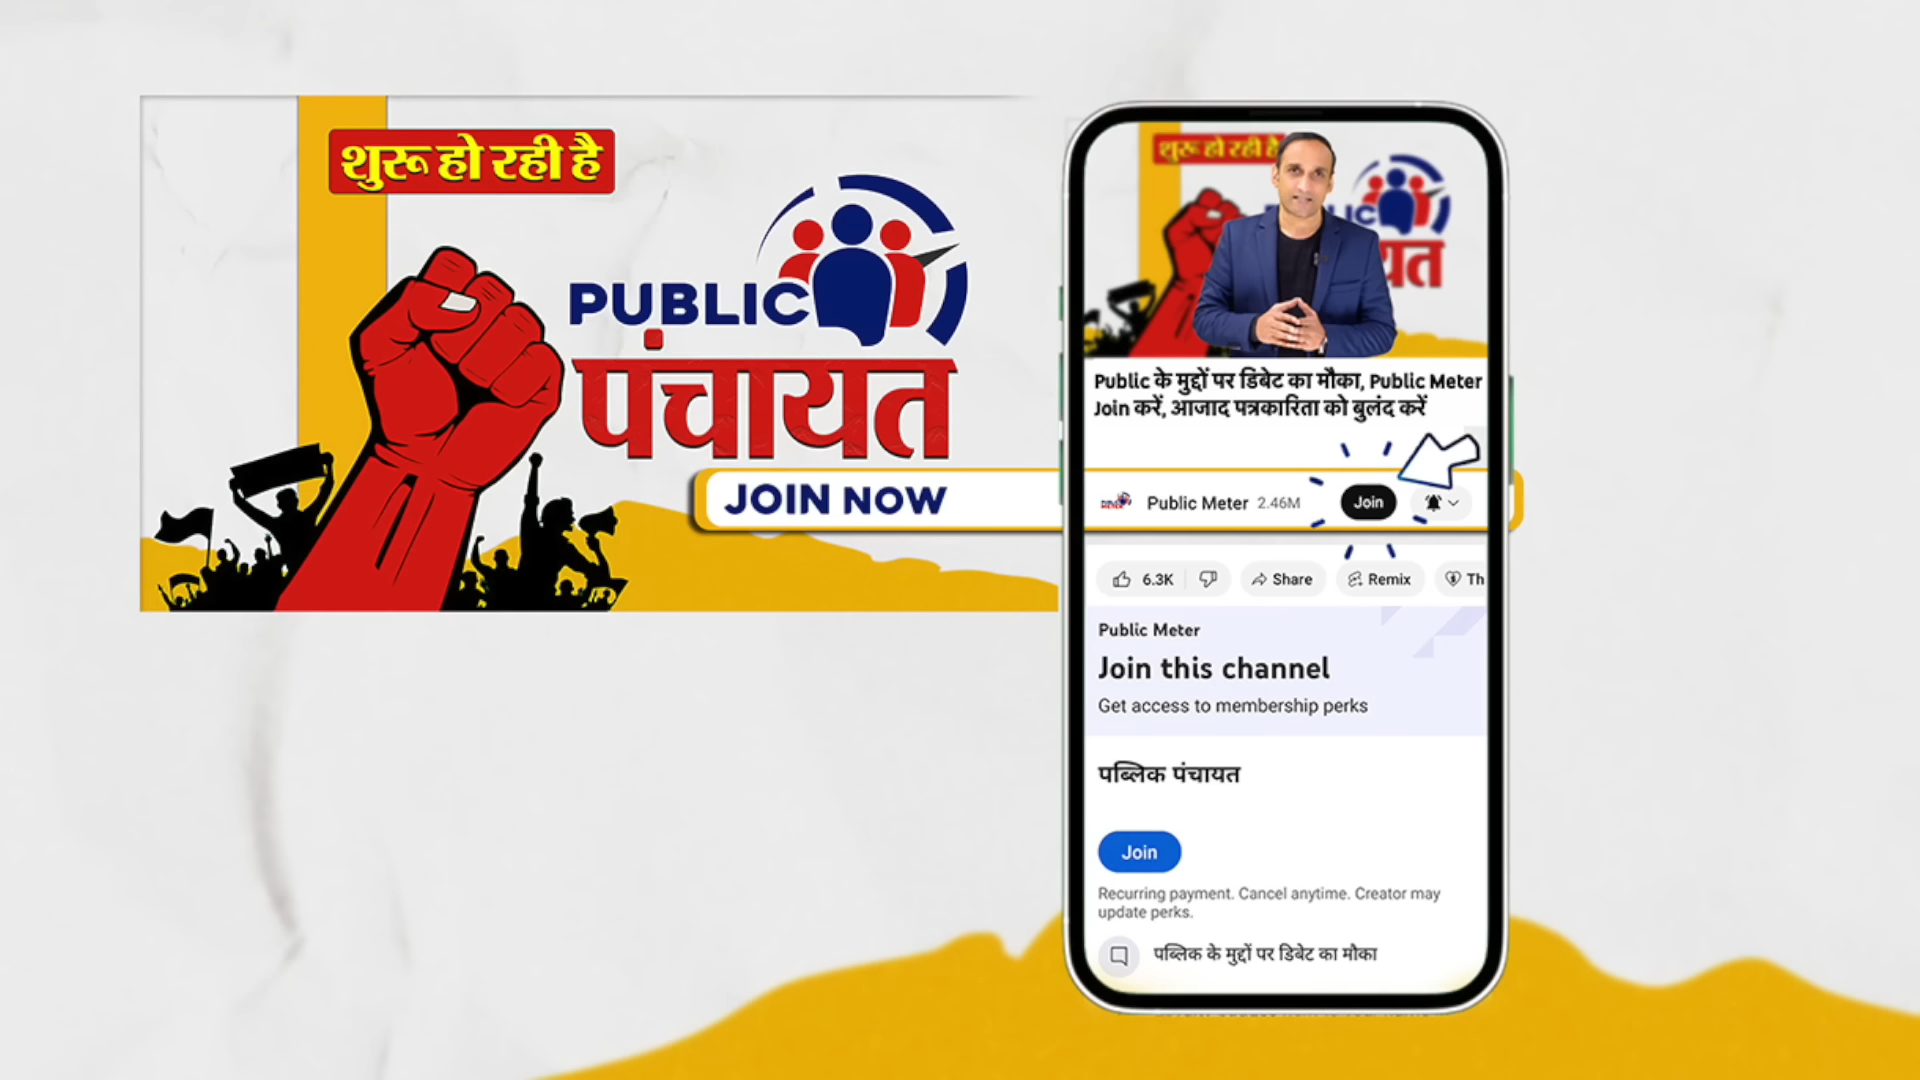 शुरू हो रही है
PUBLIC
पंचायत
JOIN NOW
शुरू हो रही है
Public के मुद्दों पर डिबेट का मौका, Public Meter
Join करें, आजाद पत्रकारिता को बुलंद करें
Public Meter 2.46M Join
6.3K Share Remix Th
Public Meter
Join this channel
Get access to membership perks
पब्लिक पंचायत
Join
Recurring payment. Cancel anytime. Creator may
update perks.
पब्लिक के मुद्दों पर डिबेट का मौका